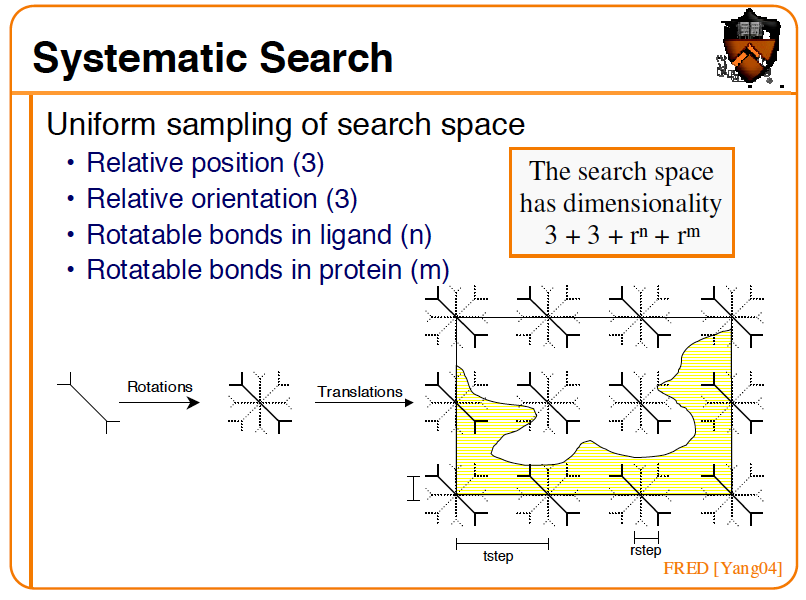 Systematic Search
Uniform sampling of search space
• Relative position (3)
• Relative orientation (3)
• Rotatable bonds in ligand (n)
• Rotatable bonds in protein (m)
The search space
has dimensionality
3 + 3 + rⁿ + rᵐ
Rotations
Translations
tstep
rstep
FRED [Yang04]